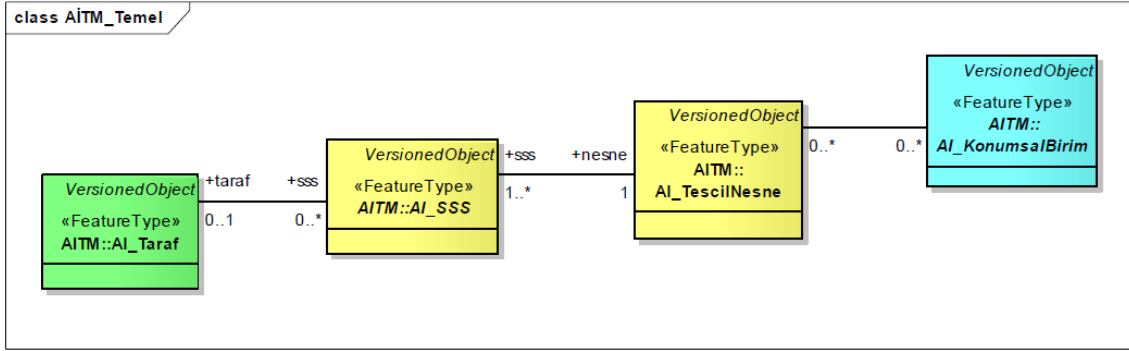 class AİTM_Temel
VersionedObject
«FeatureType»
AITM::AI_Taraf
+taraf
+sss
0..1
0..*
VersionedObject
«FeatureType»
AITM::AI_SSS
+sss
+nesne
1..*
1
VersionedObject
«FeatureType»
AITM::
AI_TescilNesne
0..*
0..*
VersionedObject
«FeatureType»
AITM::
AI_KonumsalBirim